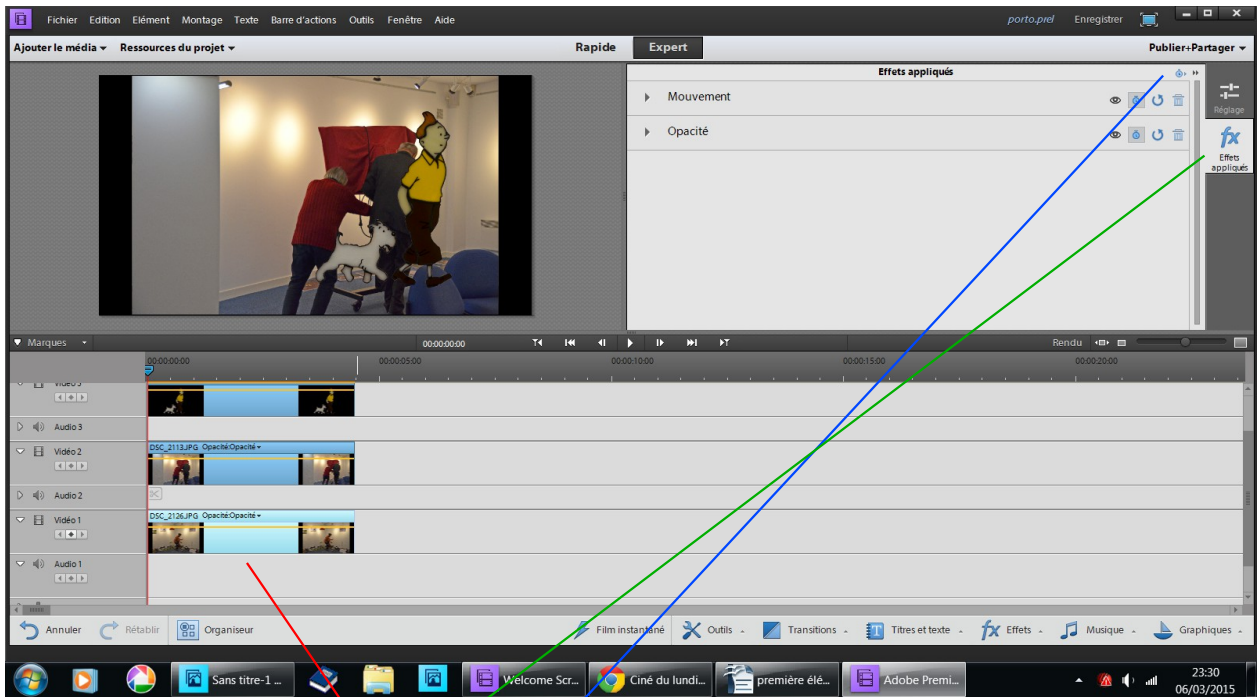 Fichier Edition Elément Montage Texte Barre d'actions Outils Fenêtre Aide porto.prel Enregistrer
Ajouter le média Ressources du projet Rapide Expert Publier+Partager
Effets appliqués
Mouvement
Réglage
Opacité
fx
Effets
appliqués
Marques 00:00:00:00 Rendu
00:00:00:00 00:00:05:00 00:00:10:00 00:00:15:00 00:00:20:00
Vidéo 3
Audio 3
Vidéo 2 DSC_2113.JPG Opacité:Opacité
Audio 2
Vidéo 1 DSC_2126.JPG Opacité:Opacité
Audio 1
Annuler Rétablir Organiseur Film instantané Outils Transitions T Titres et texte fx Effets Musique Graphiques
Sans titre-1 ... Welcome Scr... Ciné du lundi... première élé... Adobe Premi... 23:30
06/03/2015